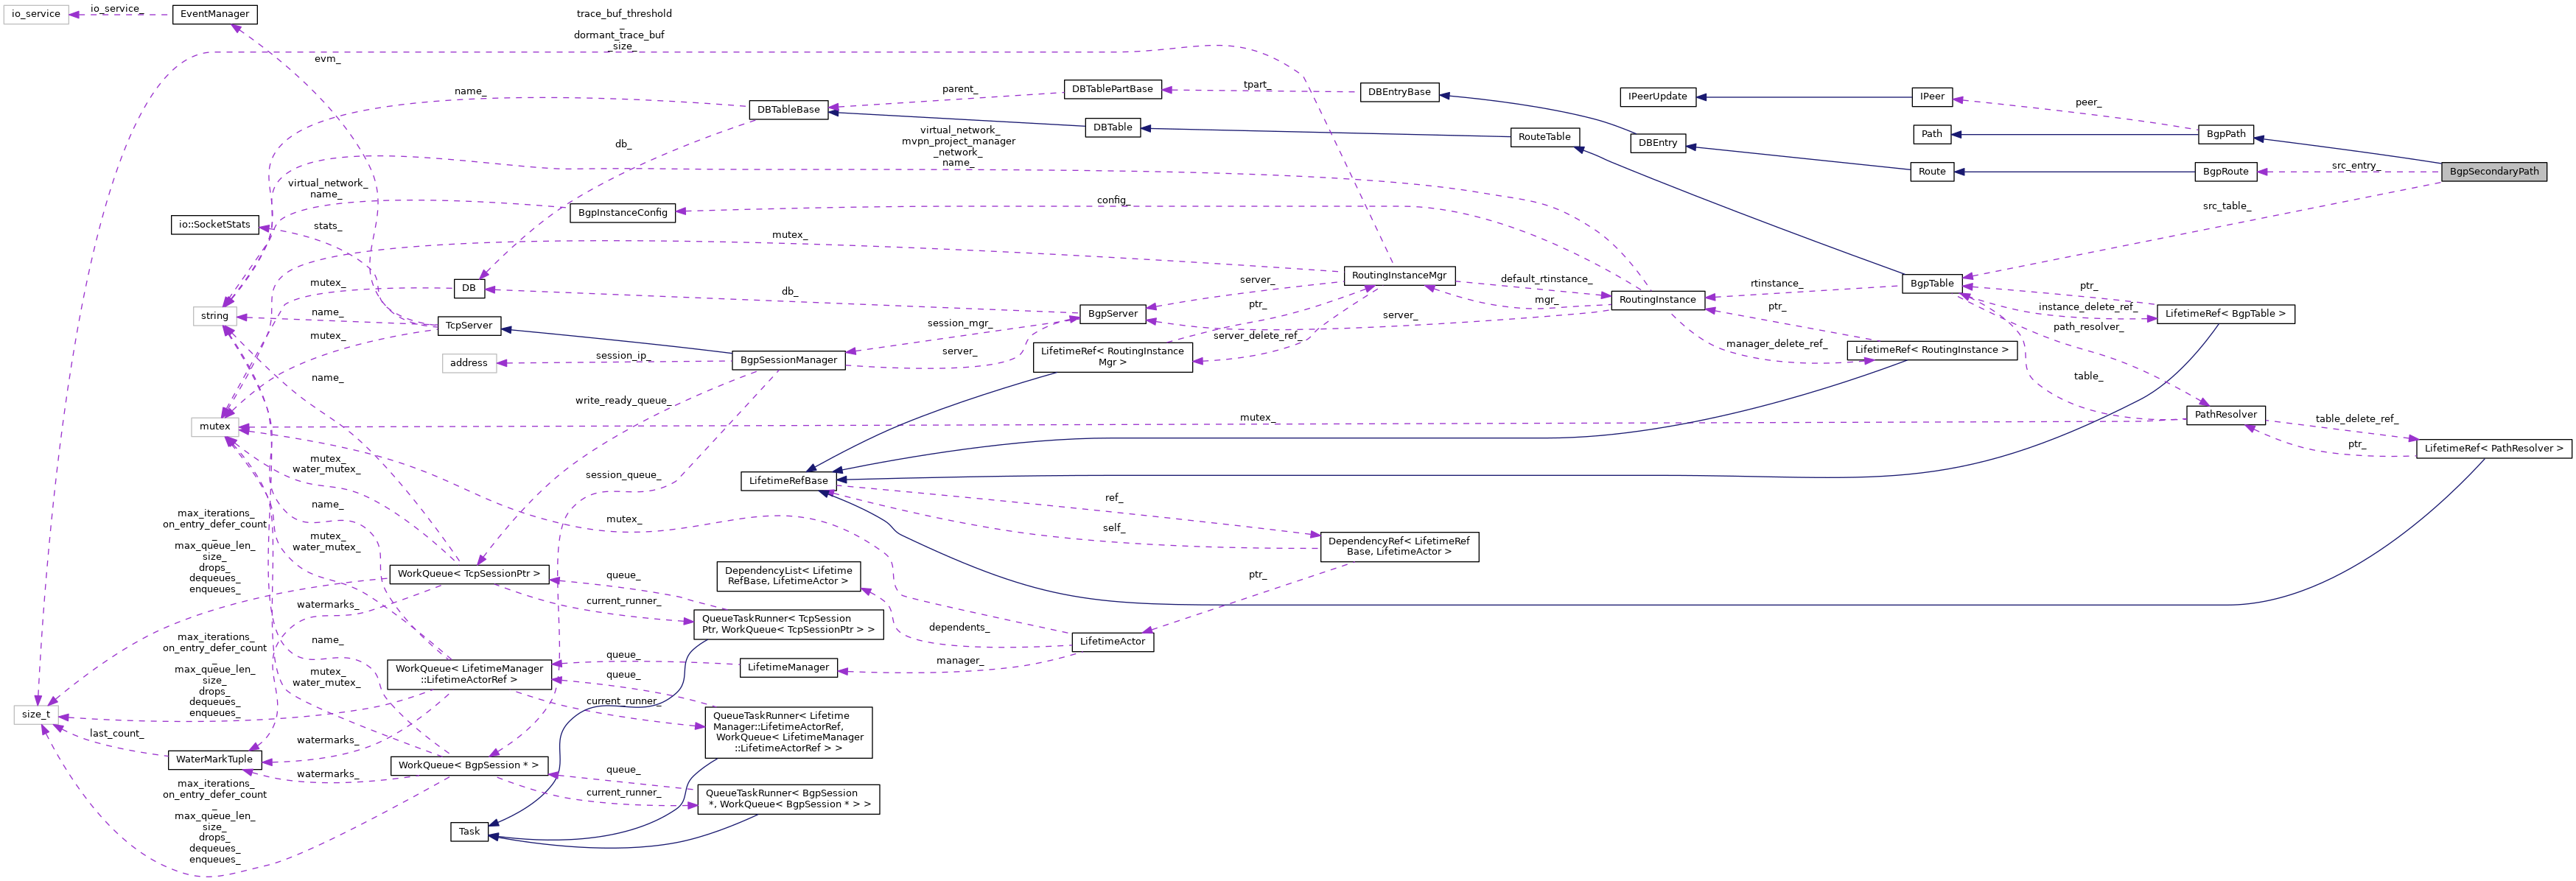 io_service
io_service_
EventManager
trace_buf_threshold
_
dormant_trace_buf
_size_
evm_
name_
DBTableBase
parent_
DBTablePartBase
tpart_
DBEntryBase
IPeerUpdate
IPeer
peer_
DBTable
RouteTable
DBEntry
Path
BgpPath
virtual_network_
mvpn_project_manager
_network_
name_
db_
Route
BgpRoute
src_entry_
BgpSecondaryPath
virtual_network_
name_
BgpInstanceConfig
config_
src_table_
io::SocketStats
stats_
mutex_
RoutingInstanceMgr
default_rtinstance_
server_
mutex_
DB
db_
ptr_
mgr_
RoutingInstance
rtinstance_
BgpTable
ptr_
instance_delete_ref_
LifetimeRef< BgpTable >
string
name_
TcpServer
session_mgr_
BgpServer
server_
ptr_
path_resolver_
mutex_
server_delete_ref_
manager_delete_ref_
LifetimeRef< RoutingInstance >
address
session_ip_
BgpSessionManager
server_
LifetimeRef< RoutingInstance
Mgr >
name_
table_
write_ready_queue_
mutex
mutex_
PathResolver
table_delete_ref_
ptr_
LifetimeRef< PathResolver >
mutex_
water_mutex_
session_queue_
LifetimeRefBase
ref_
name_
mutex_
self_
max_iterations_
on_entry_defer_count
_
max_queue_len_
size_
drops_
dequeues_
enqueues_
mutex_
water_mutex_
DependencyRef< LifetimeRef
Base, LifetimeActor >
WorkQueue< TcpSessionPtr >
queue_
DependencyList< Lifetime
RefBase, LifetimeActor >
ptr_
watermarks_
current_runner_
QueueTaskRunner< TcpSession
Ptr, WorkQueue< TcpSessionPtr > >
dependents_
LifetimeActor
max_iterations_
on_entry_defer_count
_
max_queue_len_
size_
drops_
dequeues_
enqueues_
name_
mutex_
water_mutex_
WorkQueue< LifetimeManager
::LifetimeActorRef >
queue_
LifetimeManager
manager_
queue_
current_runner_
QueueTaskRunner< Lifetime
Manager::LifetimeActorRef,
WorkQueue< LifetimeManager
::LifetimeActorRef > >
size_t
last_count_
watermarks_
WaterMarkTuple
watermarks_
WorkQueue< BgpSession * >
queue_
current_runner_
QueueTaskRunner< BgpSession
*, WorkQueue< BgpSession * > >
max_iterations_
on_entry_defer_count
_
max_queue_len_
size_
drops_
dequeues_
enqueues_
Task